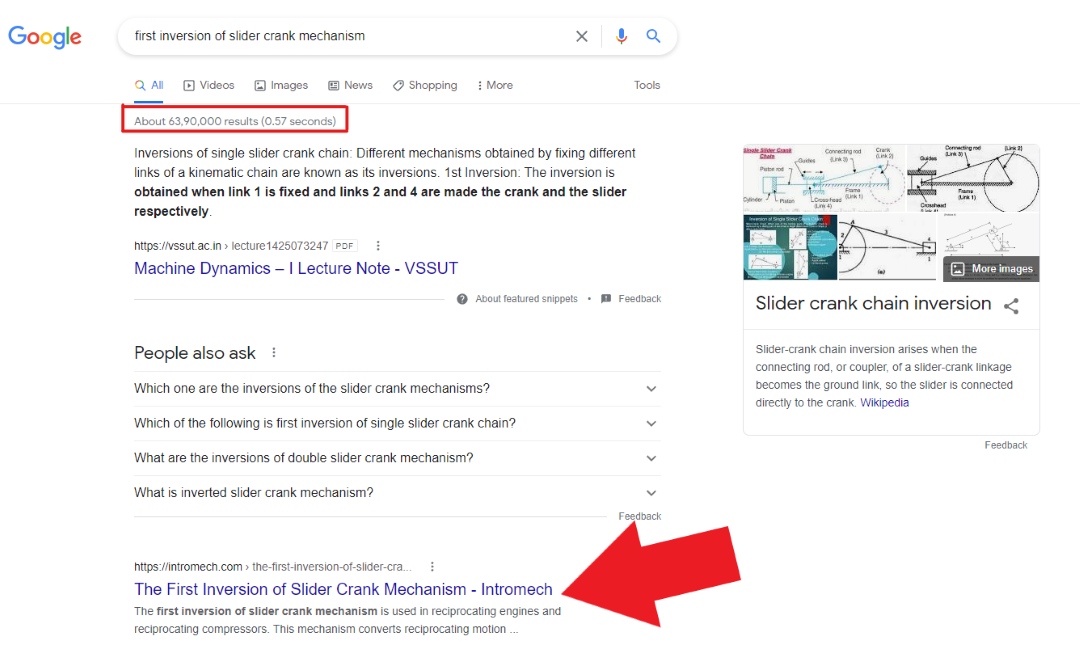 Google
first inversion of slider crank mechanism
All Videos Images News Shopping More Tools
About 63,90,000 results (0.57 seconds)
Inversions of single slider crank chain: Different mechanisms obtained by fixing different
links of a kinematic chain are known as its inversions. 1st Inversion: The inversion is
obtained when link 1 is fixed and links 2 and 4 are made the crank and the slider
respectively.
https://vssut.ac.in › lecture1425073247 PDF
Machine Dynamics – I Lecture Note - VSSUT
About featured snippets • Feedback
People also ask
Which one are the inversions of the slider crank mechanisms?
Which of the following is first inversion of single slider crank chain?
What are the inversions of double slider crank mechanism?
What is inverted slider crank mechanism?
Feedback
https://intromech.com › the-first-inversion-of-slider-cra...
The First Inversion of Slider Crank Mechanism - Intromech
The first inversion of slider crank mechanism is used in reciprocating engines and
reciprocating compressors. This mechanism converts reciprocating motion ...
Single Slider Crank
Chain
Connecting rod
(Link 3)
Crank
(Link 2)
Guides
Piston rod
Cylinder
Piston
Crosshead
(Link 4)
Frame
(Link 1)
Connecting rod
(Link 3)
(Link 2)
Guides
Frame
(Link 1)
Crosshead
(Link 4)
Inversion of Single Slider Crank Chain
2
A
3
4
1
1
(a)
More images
Slider crank chain inversion
Slider-crank chain inversion arises when the
connecting rod, or coupler, of a slider-crank linkage
becomes the ground link, so the slider is connected
directly to the crank. Wikipedia
Feedback